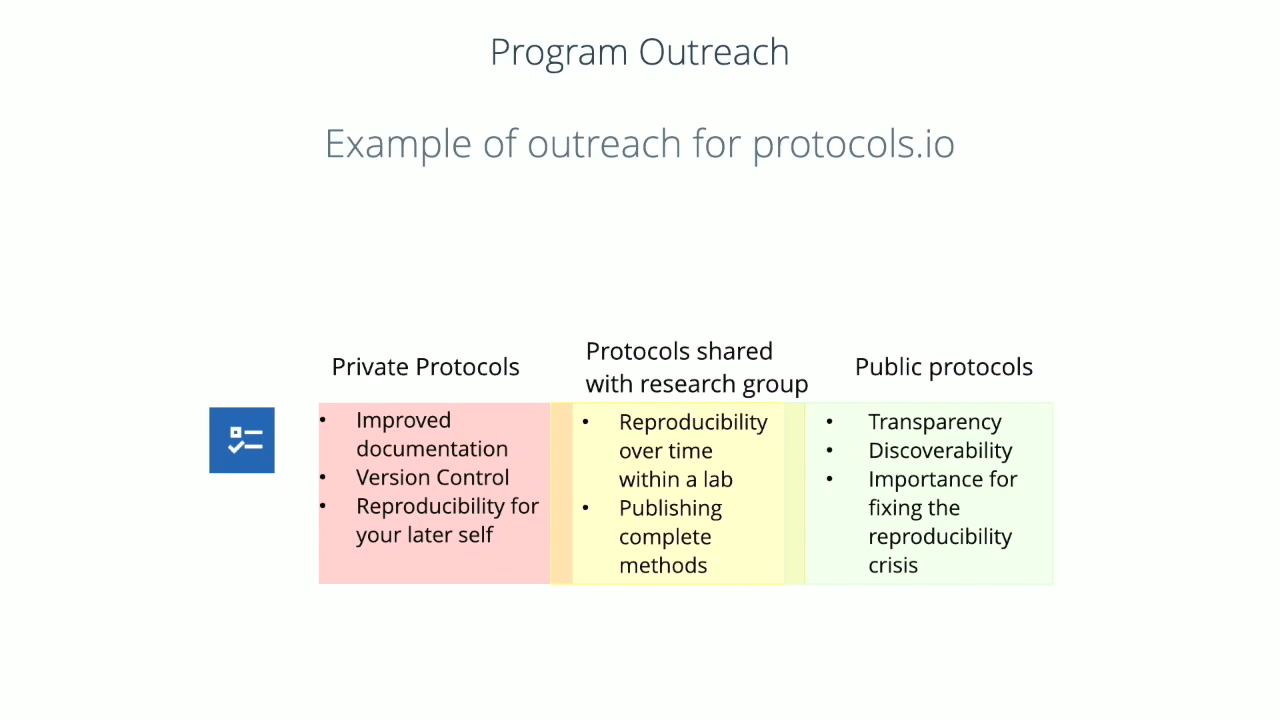 Program Outreach
Example of outreach for protocols.io
Private Protocols
• Improved
documentation
• Version Control
• Reproducibility for
your later self
Protocols shared
with research group
• Reproducibility
over time
within a lab
• Publishing
complete
methods
Public protocols
• Transparency
• Discoverability
• Importance for
fixing the
reproducibility
crisis